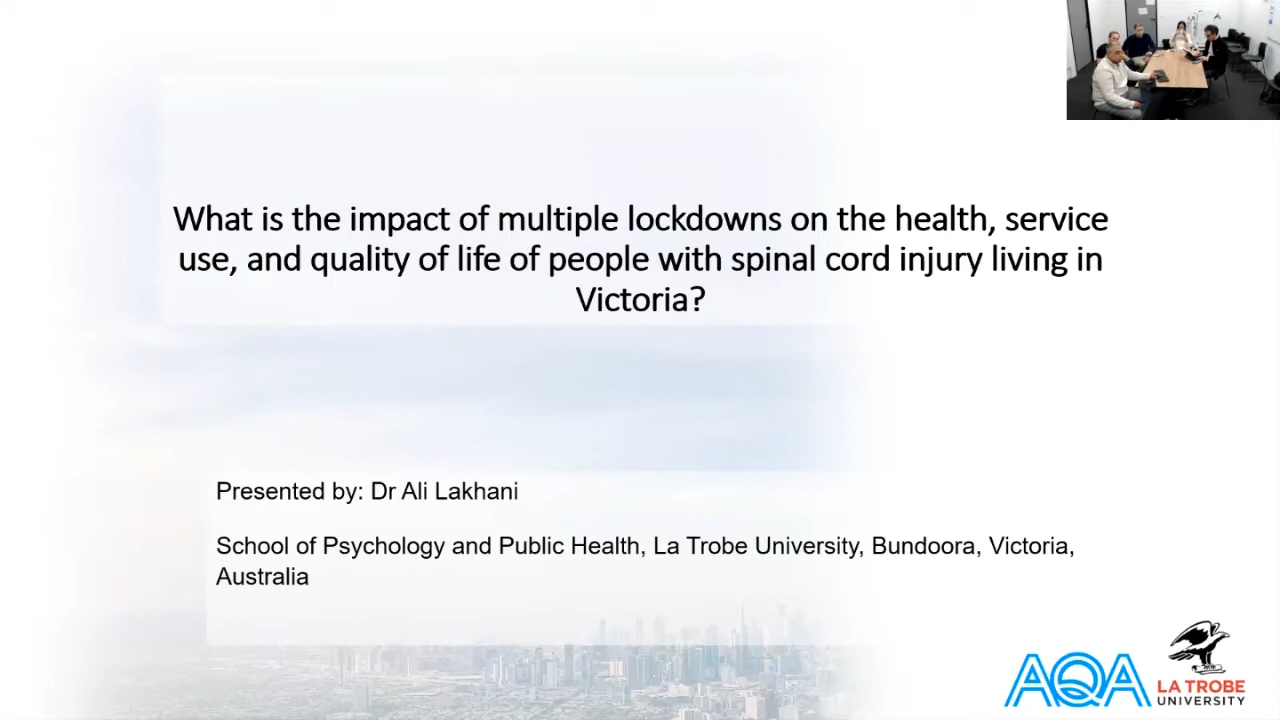 What is the impact of multiple lockdowns on the health, service
use, and quality of life of people with spinal cord injury living in
Victoria?
Presented by: Dr Ali Lakhani
School of Psychology and Public Health, La Trobe University, Bundoora, Victoria,
Australia
AQA
LA TROBE
UNIVERSITY